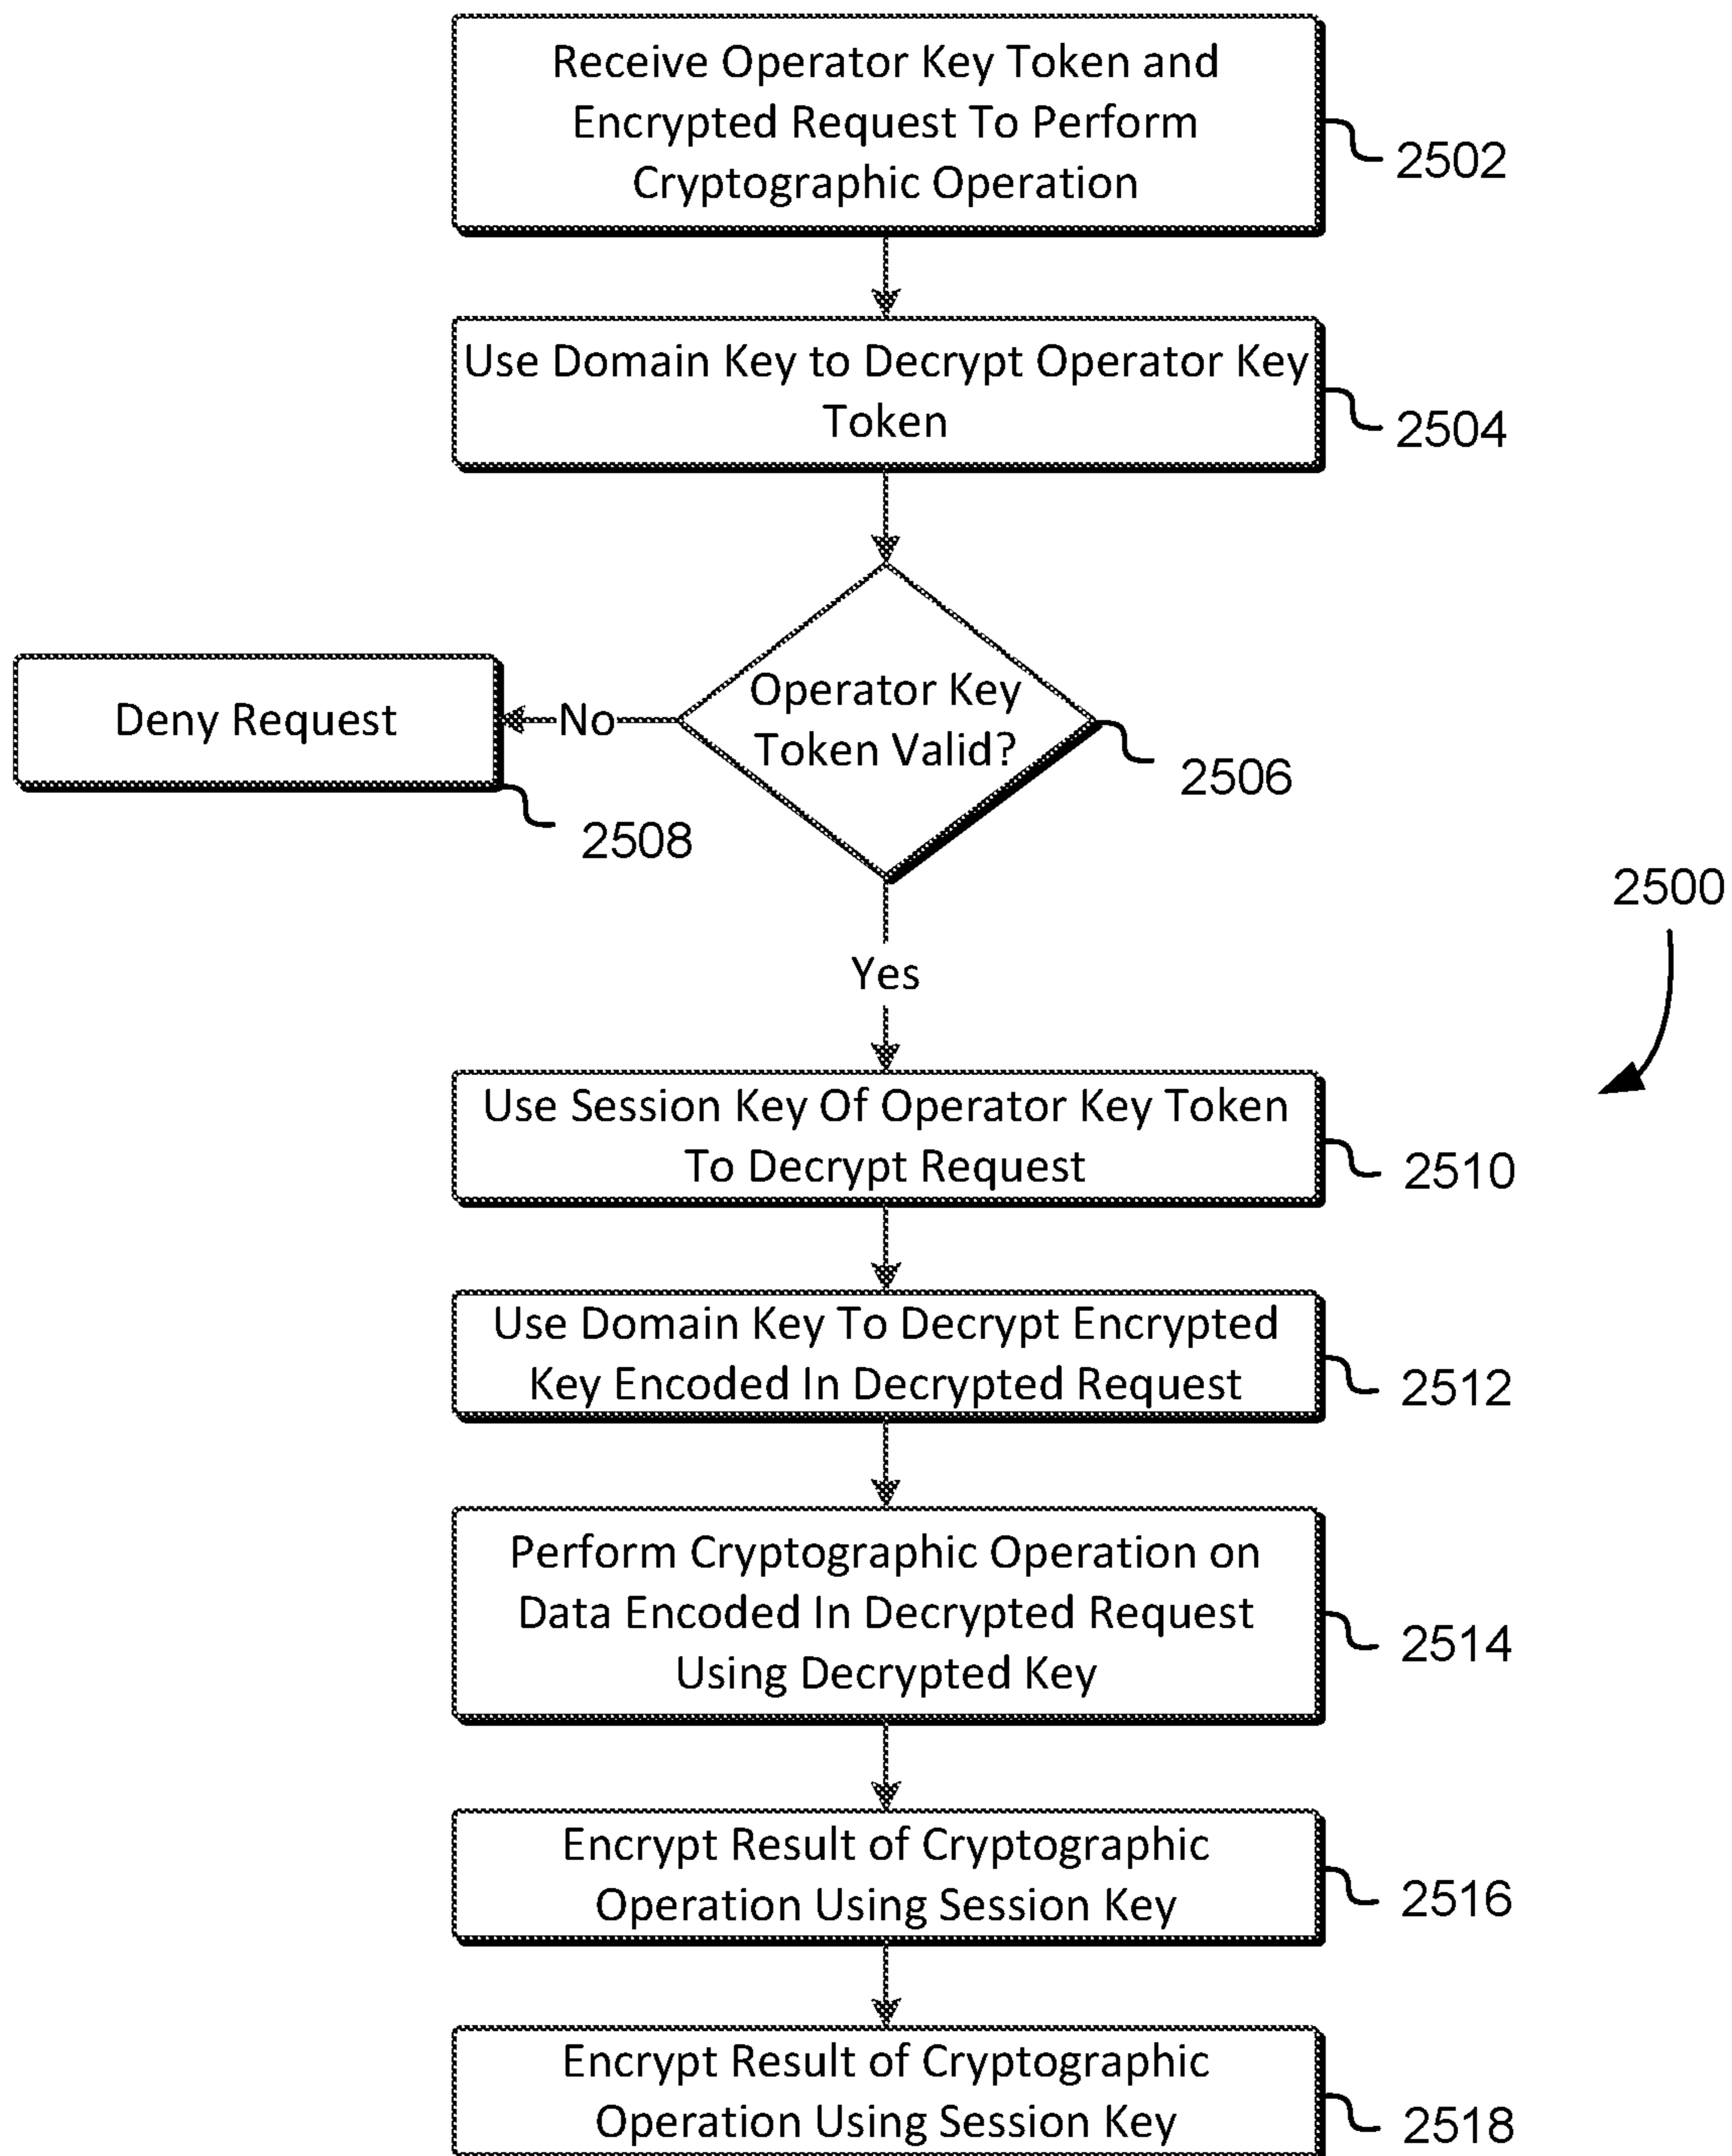 Receive Operator Key Token and
Encrypted Request To Perform
Cryptographic Operation
2502
Use Domain Key to Decrypt Operator Key
Token
2504
Operator Key
Token Valid?
2506
No
Deny Request
2508
2500
Yes
Use Session Key Of Operator Key Token
To Decrypt Request
2510
Use Domain Key To Decrypt Encrypted
Key Encoded In Decrypted Request
2512
Perform Cryptographic Operation on
Data Encoded In Decrypted Request
Using Decrypted Key
2514
Encrypt Result of Cryptographic
Operation Using Session Key
2516
Encrypt Result of Cryptographic
Operation Using Session Key
2518